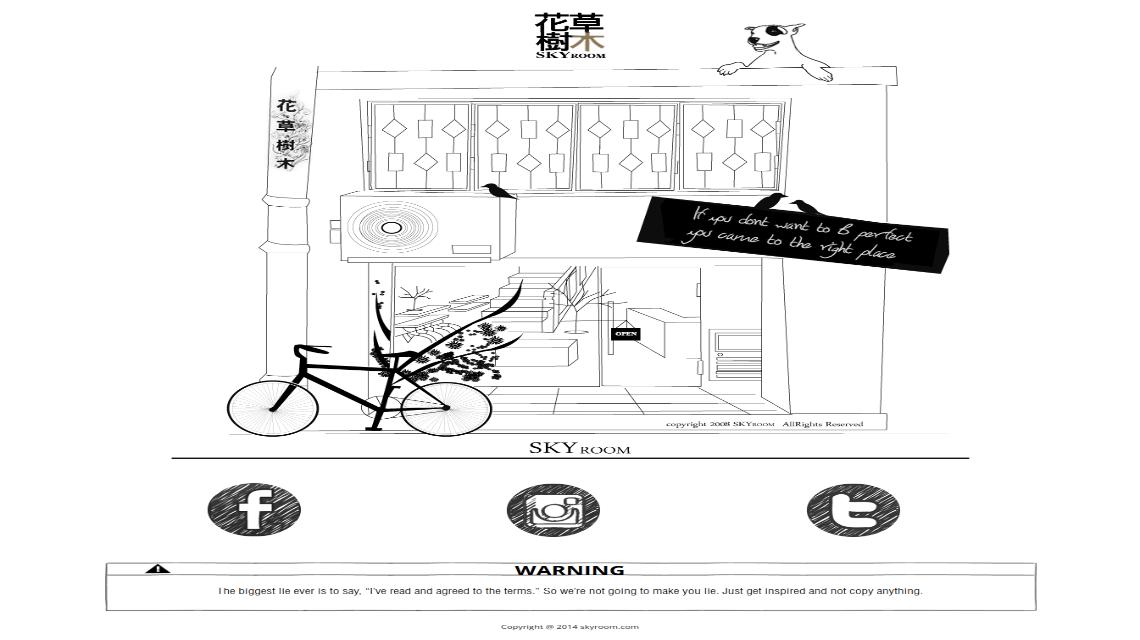 花草
樹木
SKYROOM
花
草
樹
木
If you dont want to B perfect
you came to the right place
OPEN
copyright 2008 SKYROOM AllRights Reserved
SKY ROOM
f
t
WARNING
The biggest lie ever is to say, “I've read and agreed to the terms.” So we're not going to make you lie. Just get inspired and not copy anything.
Copyright @ 2014 skyroom.com